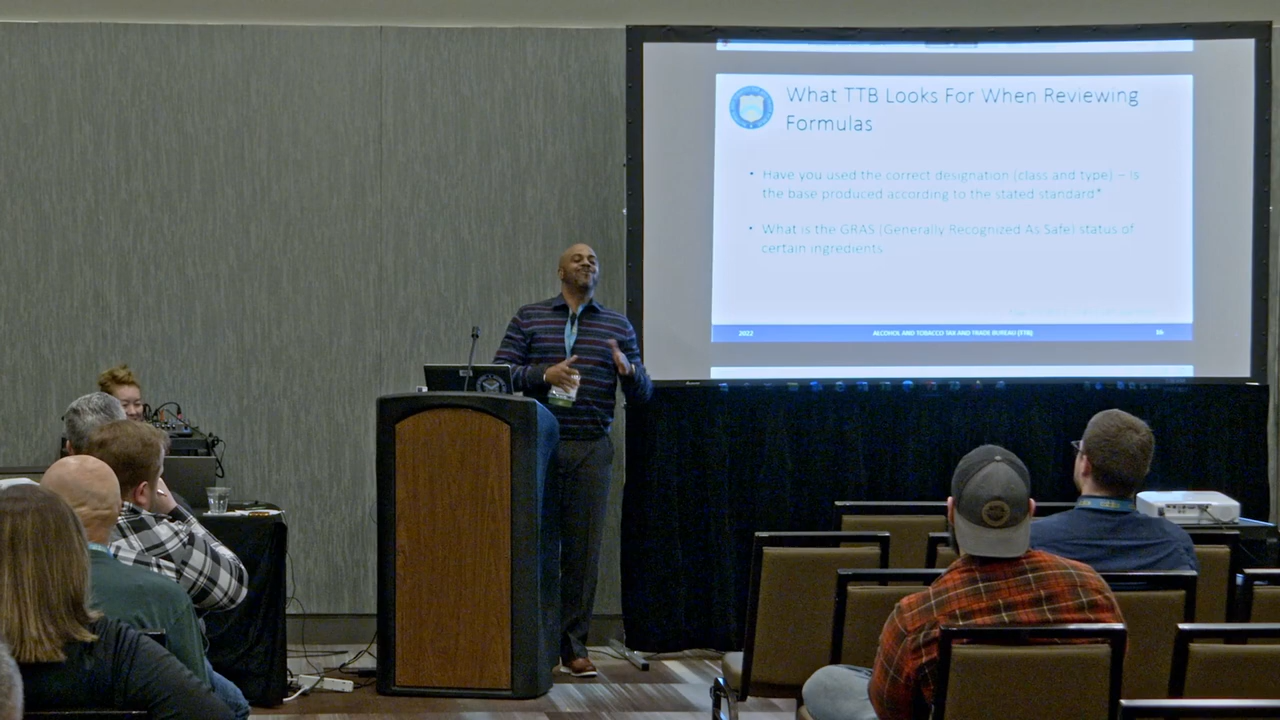 What TTB Looks For When Reviewing
Formulas
• Have you used the correct designation (class and type) – is
the base produced according to the stated standard*
• What is the GRAS (Generally Recognized As Safe) status of
certain ingredients
2022 ALCOHOL AND TOBACCO TAX AND TRADE BUREAU (TTB)